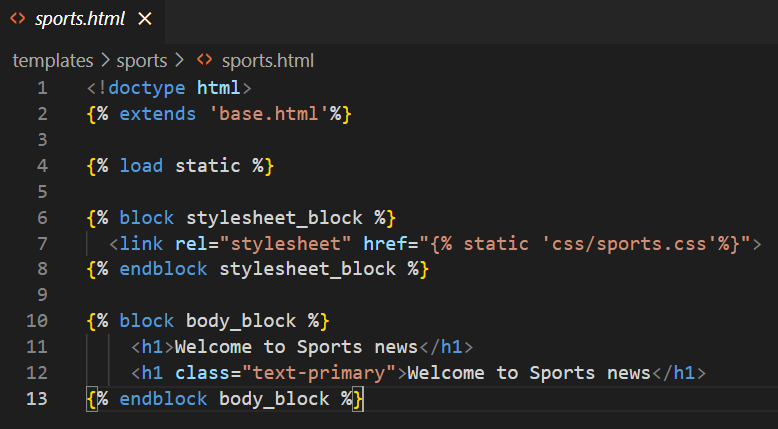 sports.html
templates > sports > sports.html
1 <!doctype html>
2 {% extends 'base.html'%}
3
4 {% load static %}
5
6 {% block stylesheet_block %}
7   <link rel="stylesheet" href="{% static 'css/sports.css'%}">
8 {% endblock stylesheet_block %}
9
10 {% block body_block %}
11     <h1>Welcome to Sports news</h1>
12     <h1 class="text-primary">Welcome to Sports news</h1>
13 {% endblock body_block %}